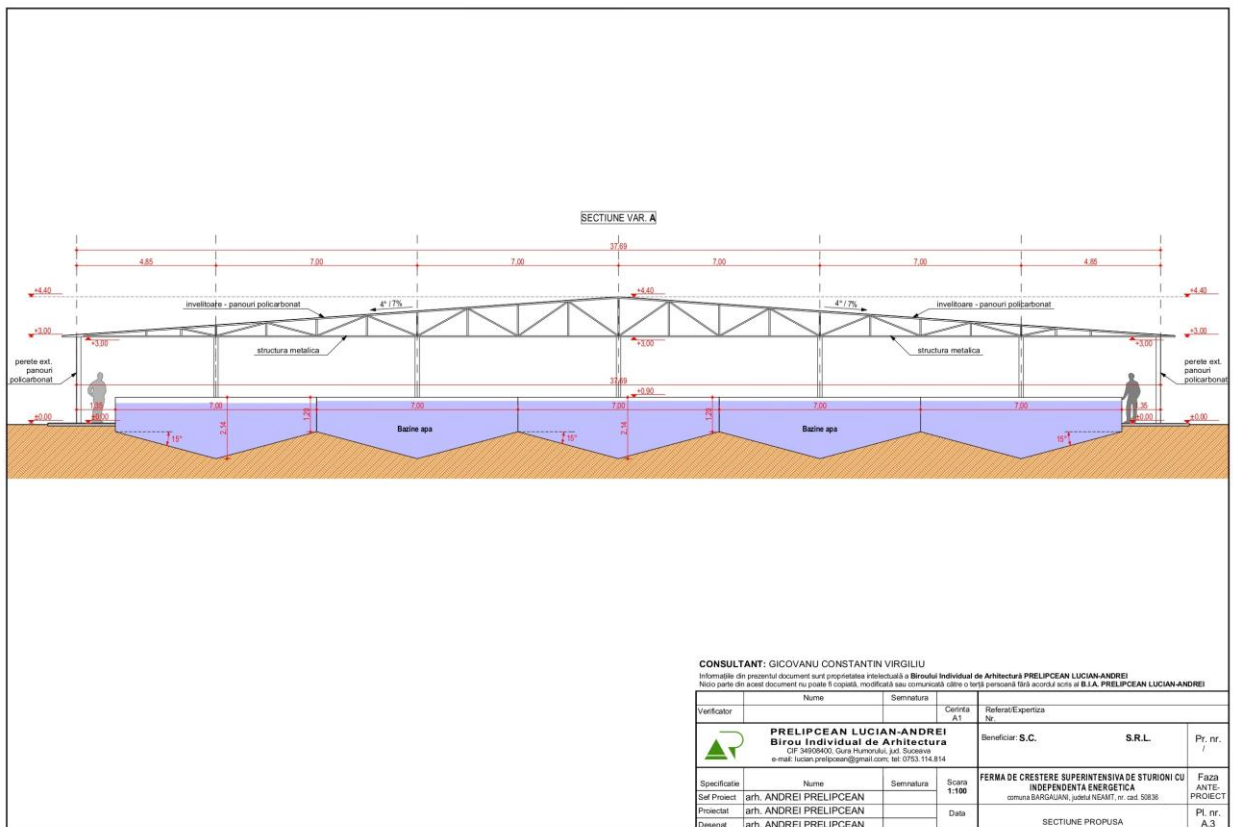 SECTIUNE VAR. A
37,69
4,85 7,00 7,00 7,00 7,00 4,85
+4,40 +4,40 +4,40
invelitoare - panouri policarbonat 4° / 7% 4° / 7% invelitoare - panouri policarbonat
+3,00 +3,00
+3,00 +3,00 +3,00
structura metalica structura metalica
perete ext.
panouri
policarbonat
perete ext.
panouri
policarbonat
37,69
+0,90
1,35 7,00 1,20 7,00 7,00 7,00 1,20 7,00 1,35
±0,00 ±0,00 ±0,00 ±0,00
2,14 Bazine apa 2,14 Bazine apa
15° 15° 15°
CONSULTANT: GICOVANU CONSTANTIN VIRGILIU
Informațiile din prezentul document sunt proprietatea intelectuală a Biroului Individual de Arhitectură PRELIPCEAN LUCIAN-ANDREI
Nicio parte din acest document nu poate fi copiată, modificată sau comunicată către o terță persoană fără acordul scris al B.I.A. PRELIPCEAN LUCIAN-ANDREI
Nume Semnatura
Verificator Cerinta Referat/Expertiza
A1 Nr.
PRELIPCEAN LUCIAN-ANDREI
Birou Individual de Arhitectura
CIF 34908400, Gura Humorului, jud. Suceava
e-mail: lucian.prelipcean@gmail.com; tel: 0753.114.814
Beneficiar: S.C. S.R.L.
Pr. nr.
/
Specificatie Nume Semnatura Scara
1:100
Sef Proiect arh. ANDREI PRELIPCEAN
Proiectat arh. ANDREI PRELIPCEAN Data
Desenat arh. ANDREI PRELIPCEAN
FERMA DE CRESTERE SUPERINTENSIVA DE STURIONI CU
INDEPENDENTA ENERGETICA
comuna BARGAUANI, judetul NEAMT, nr. cad. 50836
Faza
ANTE-
PROIECT
SECTIUNE PROPUSA
Pl. nr.
A.3